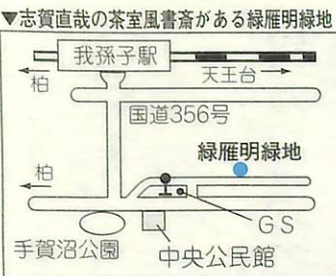 ▼志賀直哉の茶室風書斎がある緑雁明緑地
我孫子駅
←
柏
天王台→
国道356号
緑雁明緑地
柏
←
GS
手賀沼公園
中央公民館